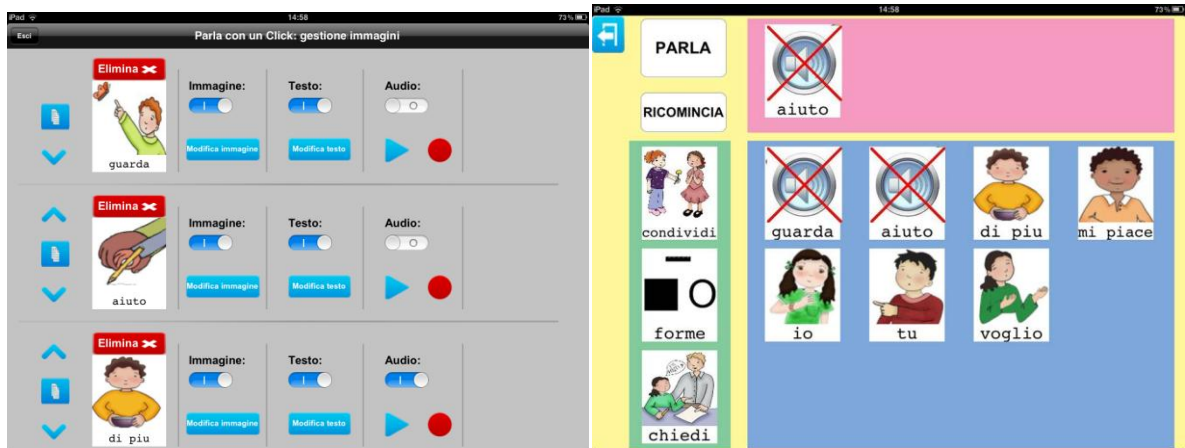 iPad 14:58 73%
Esci Parla con un Click: gestione immagini
Elimina
Immagine: Testo: Audio:
Modifica immagine Modifica testo
guarda
Elimina
Immagine: Testo: Audio:
Modifica immagine Modifica testo
aiuto
Elimina
Immagine: Testo: Audio:
Modifica immagine Modifica testo
di piu
iPad 14:58 73%
PARLA
RICOMINCIA
aiuto
condividi
forme
chiedi
guarda aiuto di piu mi piace
io tu voglio